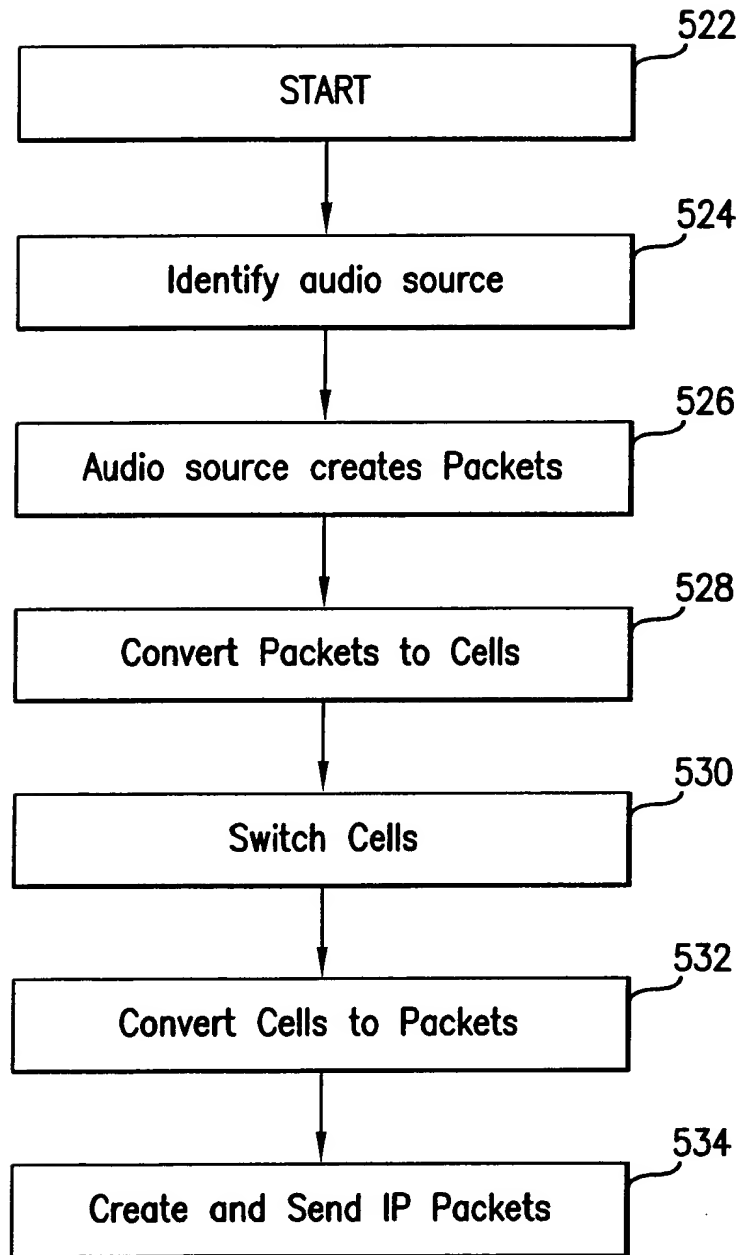 522
START
524
Identify audio source
526
Audio source creates Packets
528
Convert Packets to Cells
530
Switch Cells
532
Convert Cells to Packets
534
Create and Send IP Packets